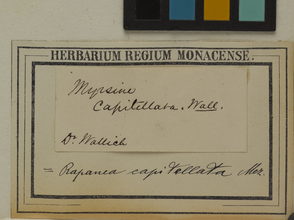 HERBARIUM REGIUM MONACENSE.
Myrsine
capitellata. Wall.
Dr. Wallich
= Rapanea capitellata Mez.